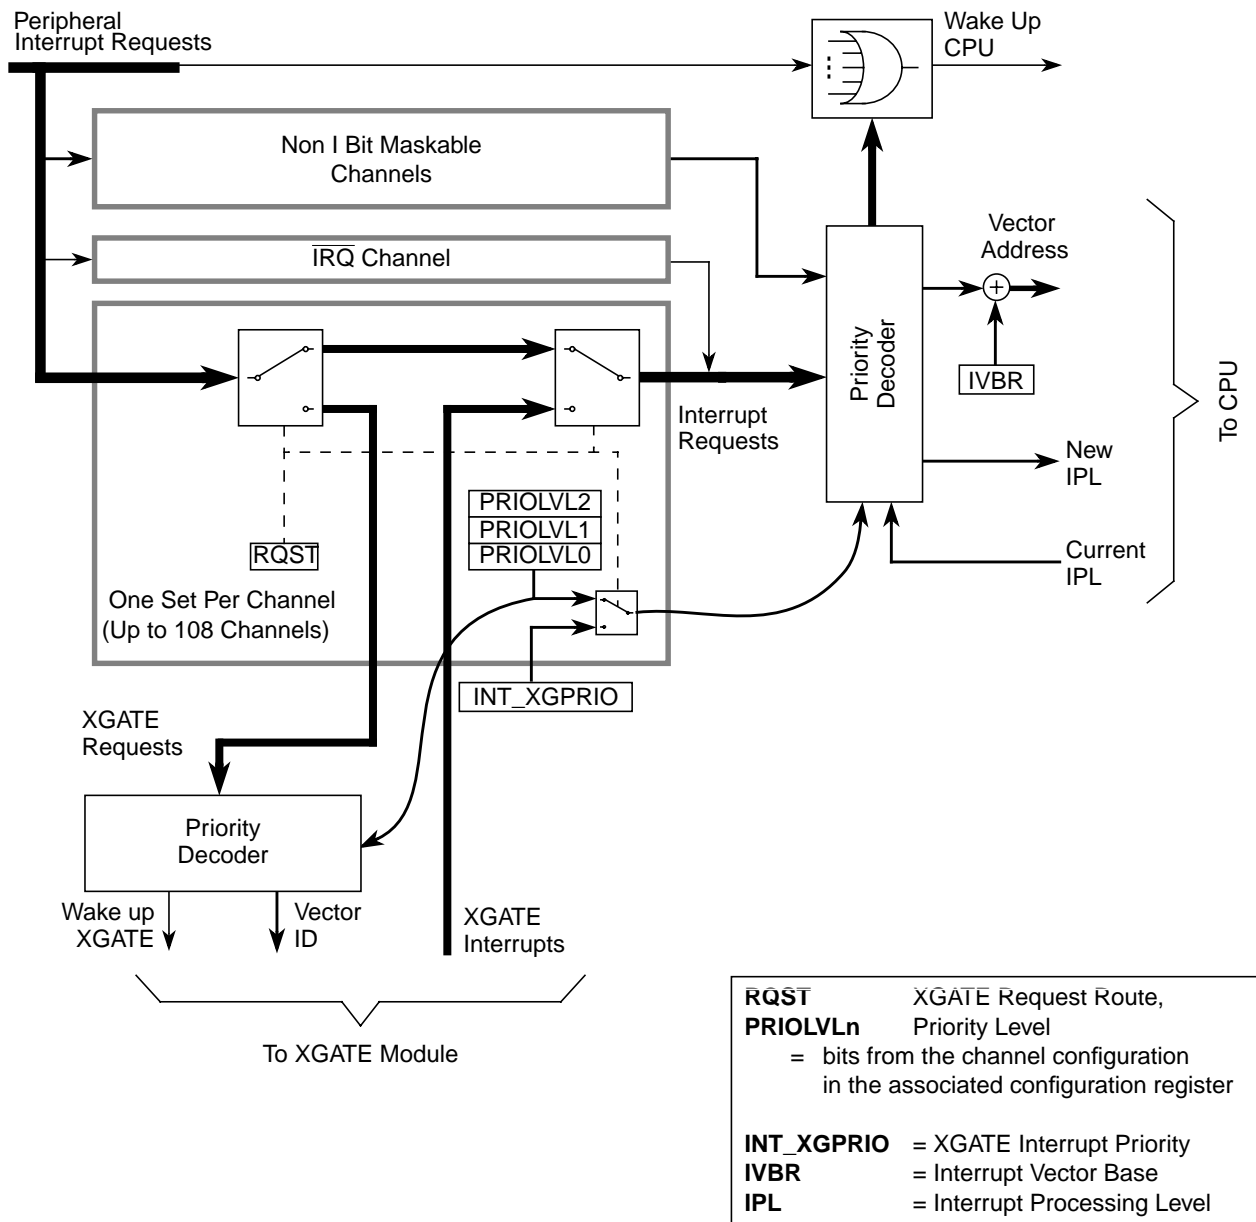 Peripheral
Interrupt Requests
Wake Up
CPU
Non I Bit Maskable
Channels
IRQ Channel
Vector
Address
Priority
Decoder
IVBR
To CPU
Interrupt
Requests
New
IPL
PRIOLVL2
PRIOLVL1
PRIOLVL0
RQST
Current
IPL
One Set Per Channel
(Up to 108 Channels)
INT_XGPRIO
XGATE
Requests
Priority
Decoder
Wake up
XGATE
Vector
ID
XGATE
Interrupts
To XGATE Module
RQST XGATE Request Route,
PRIOLVLn Priority Level
= bits from the channel configuration
in the associated configuration register
INT_XGPRIO = XGATE Interrupt Priority
IVBR = Interrupt Vector Base
IPL = Interrupt Processing Level